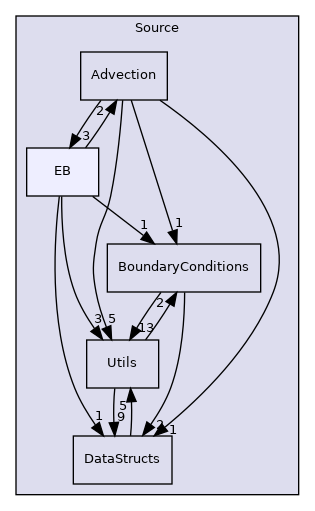 Source
Advection
2
3
EB
1
1
BoundaryConditions
2
3
5
13
Utils
1
5
9
2
1
DataStructs